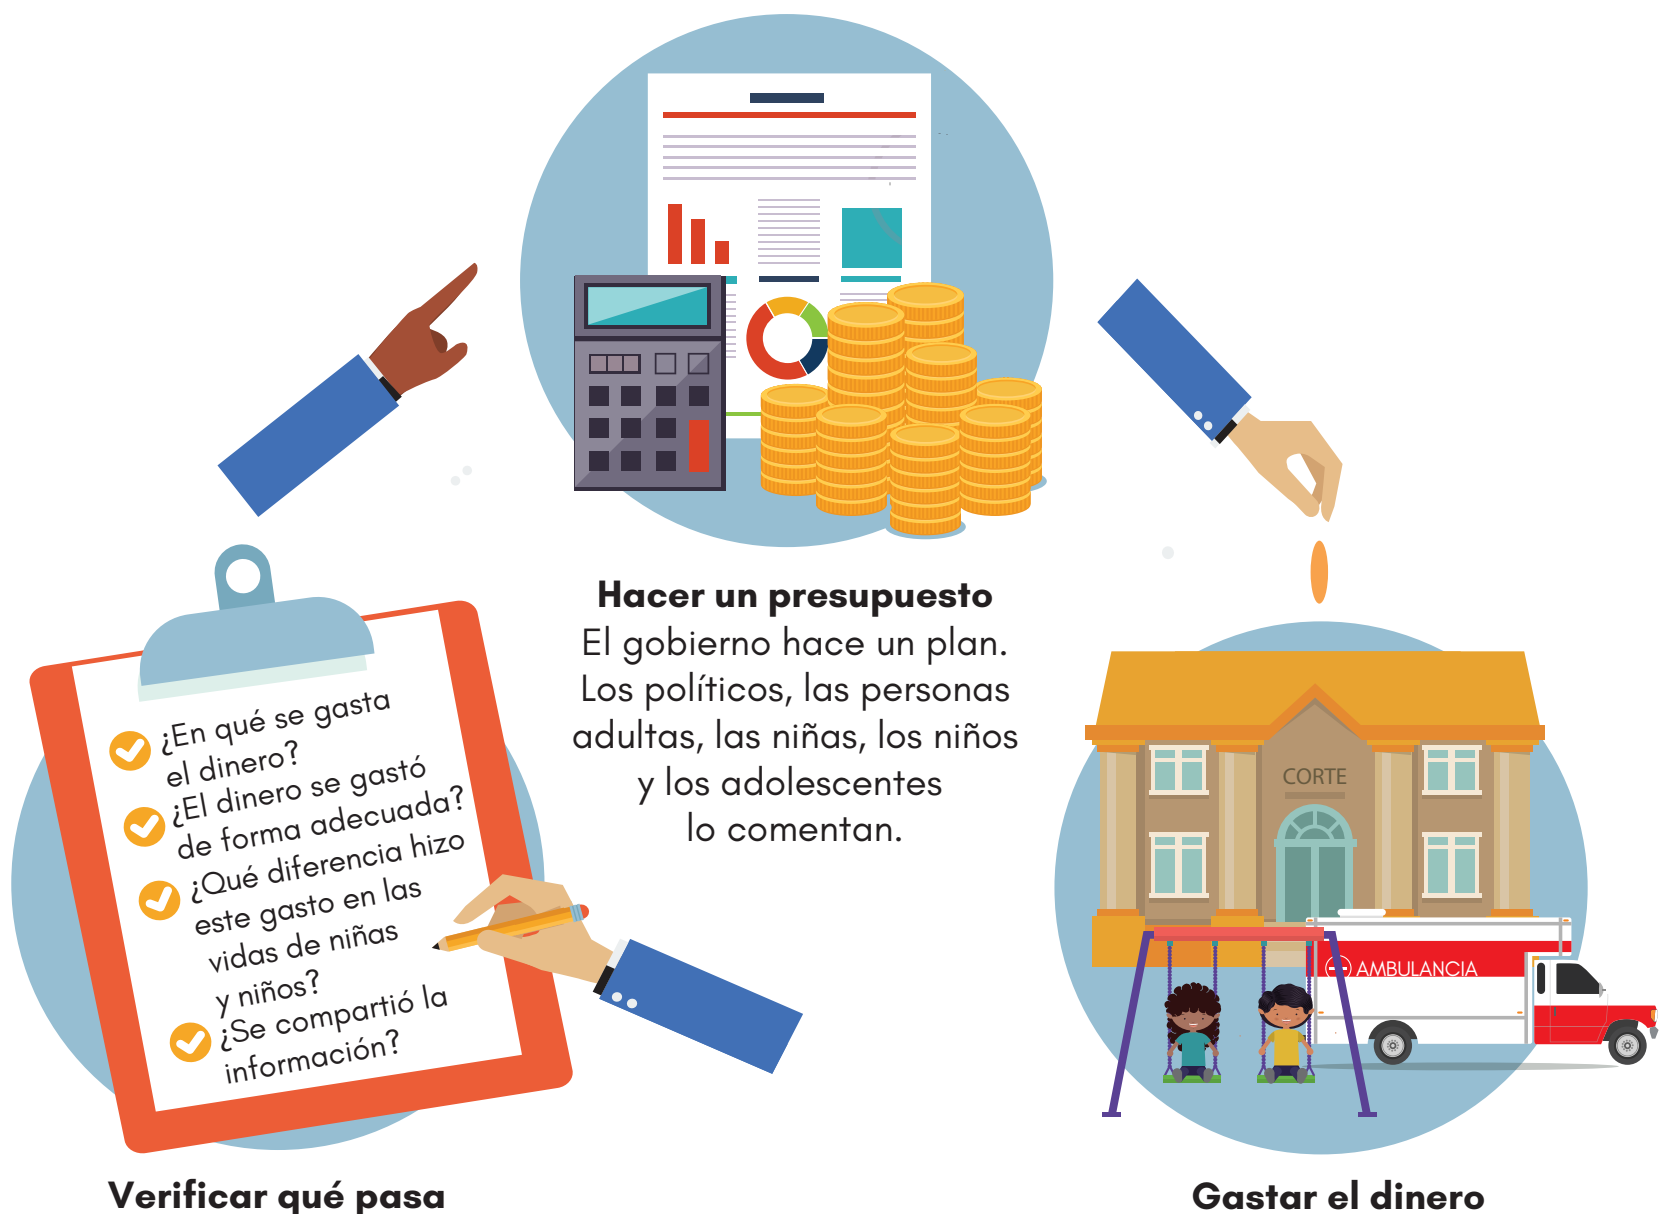 Hacer un presupuesto
El gobierno hace un plan.
Los políticos, las personas
adultas, las niñas, los niños
y los adolescentes
lo comentan.
¿En qué se gasta
el dinero?
¿El dinero se gastó
de forma adecuada?
¿Qué diferencia hizo
este gasto en las
vidas de niñas
y niños?
¿Se compartió la
información?
Verificar qué pasa
CORTE
AMBULANCIA
Gastar el dinero